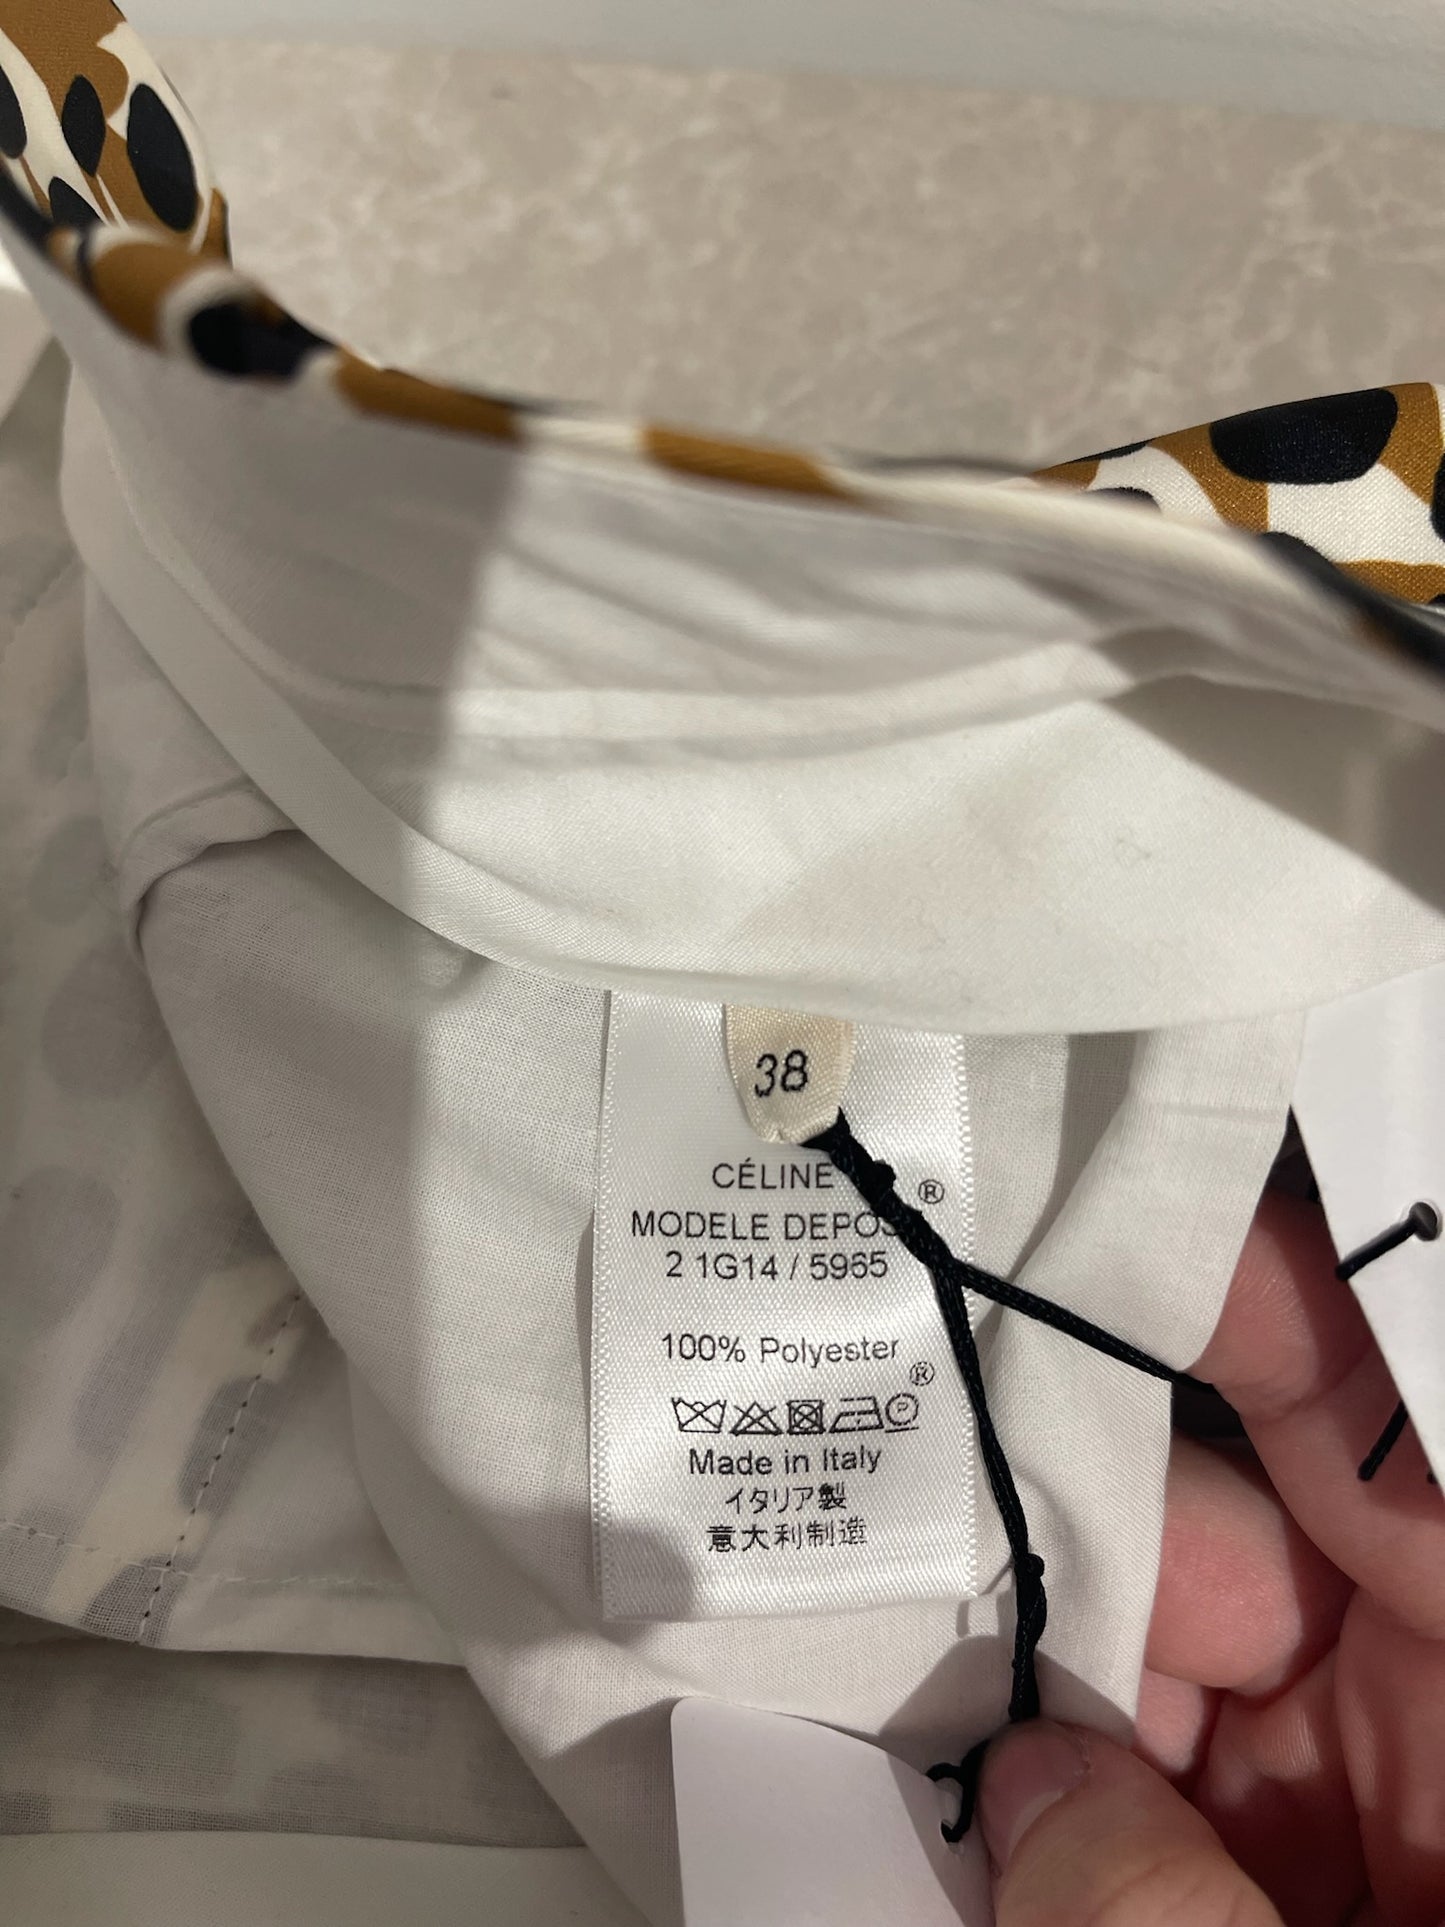 38
CÉLINE
®
MODELE DEPOS
2 1G14 / 5965
100% Polyester
®
P
Made in Italy
イタリア製
意大利制造